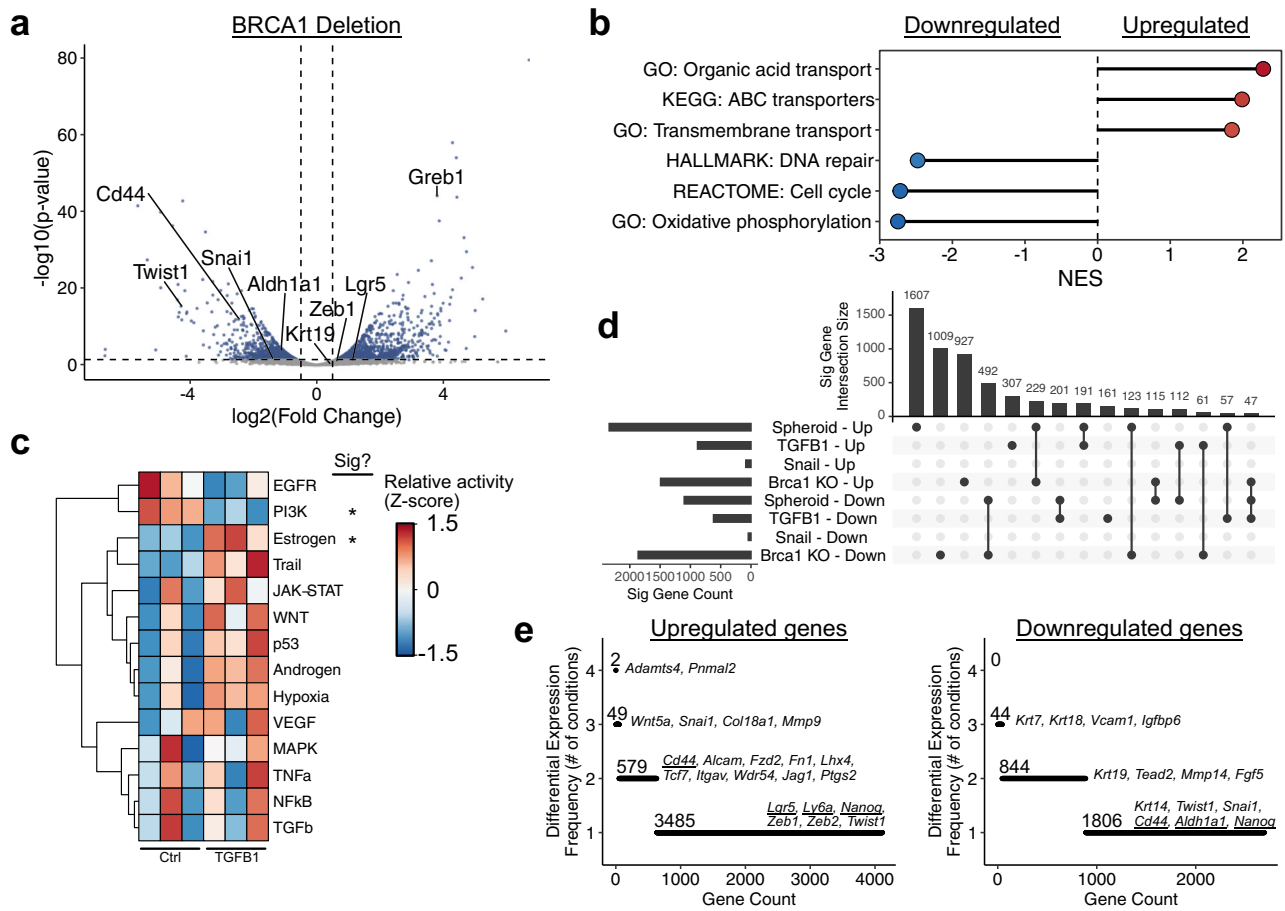 a
BRCA1 Deletion
80
60
40
20
0
-log10(p-value)
Cd44
Greb1
Snai1
Twist1
Aldh1a1
Lgr5
Zeb1
Krt19
-4
0
4
log2(Fold Change)
b
Downregulated
Upregulated
GO: Organic acid transport
KEGG: ABC transporters
GO: Transmembrane transport
HALLMARK: DNA repair
REACTOME: Cell cycle
GO: Oxidative phosphorylation
-3
-2
-1
0
1
2
NES
c
Sig?
EGFR
PI3K *
Estrogen *
Trail
JAK-STAT
WNT
p53
Androgen
Hypoxia
VEGF
MAPK
TNFa
NFkB
TGFb
Ctrl
TGFB1
Relative activity
(Z-score)
1.5
0
-1.5
d
Sig Gene
Intersection Size
1500
1000
500
0
1607
1009
927
492
307
229
201
191
161
123
115
112
61
57
47
Spheroid - Up
TGFB1 - Up
Snail - Up
Brca1 KO - Up
Spheroid - Down
TGFB1 - Down
Snail - Down
Brca1 KO - Down
2000
1500
1000
500
0
Sig Gene Count
e
Upregulated genes
Differential Expression
Frequency (# of conditions)
4
3
2
1
2
Adamts4, Pnmal2
49
Wnt5a, Snai1, Col18a1, Mmp9
579
Cd44, Alcam, Fzd2, Fn1, Lhx4,
Tcf7, Itgav, Wdr54, Jag1, Ptgs2
3485
Lgr5, Ly6a, Nanog,
Zeb1, Zeb2, Twist1
0
1000
2000
3000
4000
Gene Count
Downregulated genes
Differential Expression
Frequency (# of conditions)
4
3
2
1
0
44
Krt7, Krt18, Vcam1, Igfbp6
844
Krt19, Tead2, Mmp14, Fgf5
1806
Krt14, Twist1, Snai1,
Cd44, Aldh1a1, Nanog
0
1000
2000
Gene Count